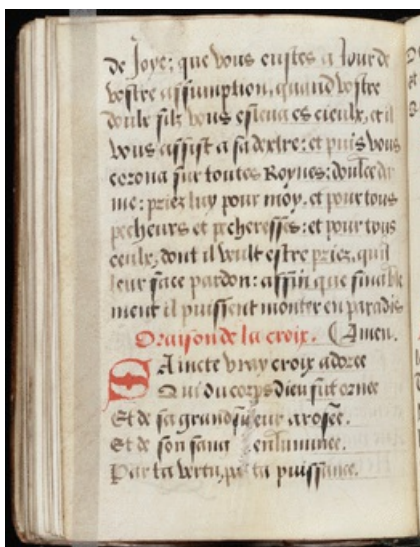 de Joye: que vous eustes a Jour de
vostre assumption, quand vostre
doulx filz vous esleua es cieulx, et il
vous assist a sa dextre: et puis vous
corona sur toutes Roynes: doulce da
me: priez luy pour moy, et pour tous
pecheurs et pecheresses: et pour tous
ceulx, dont il veult estre priez, quil
leur face pardon: affin que finable
ment il puissent monter en paradis
Oraison de la croix. Amen.
Saincte vray croix adoree
Qui du corps dieu fut ornee
Et de sa grand sueur arosee.
Et de son sang enluminee.
Par ta vertu, par ta puissance.